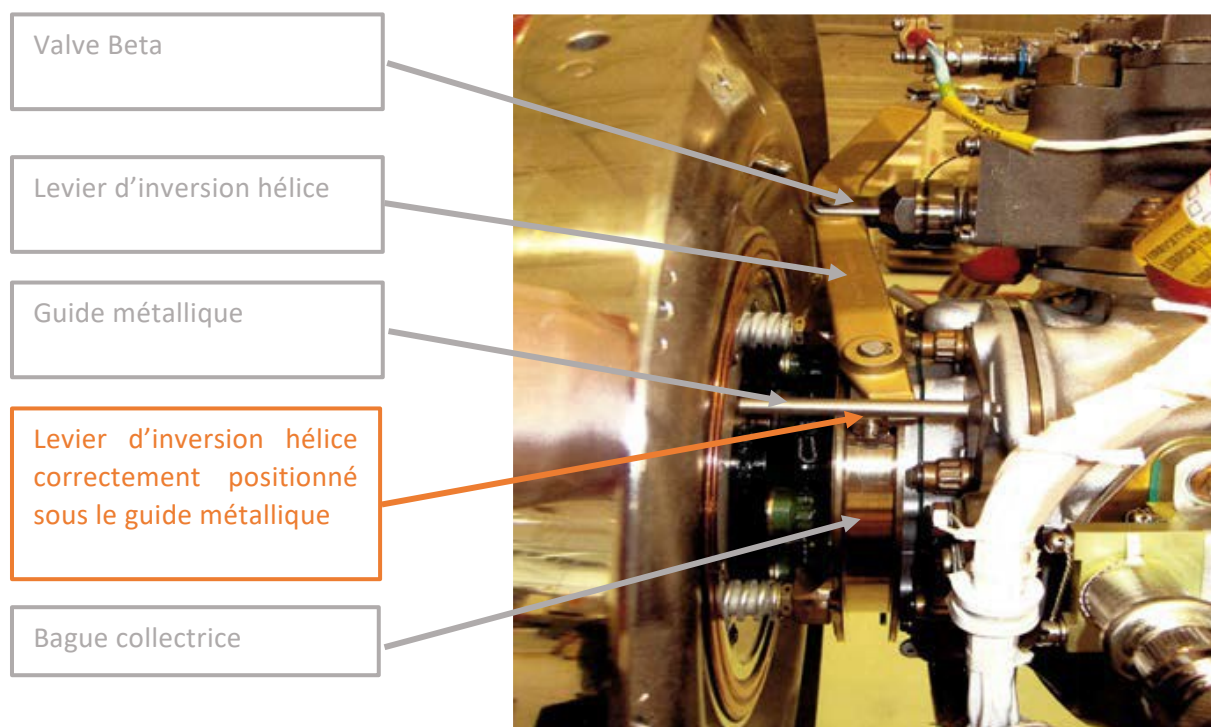 Valve Beta
Levier d’inversion hélice
Guide métallique
Levier d’inversion hélice
correctement positionné
sous le guide métallique
Bague collectrice